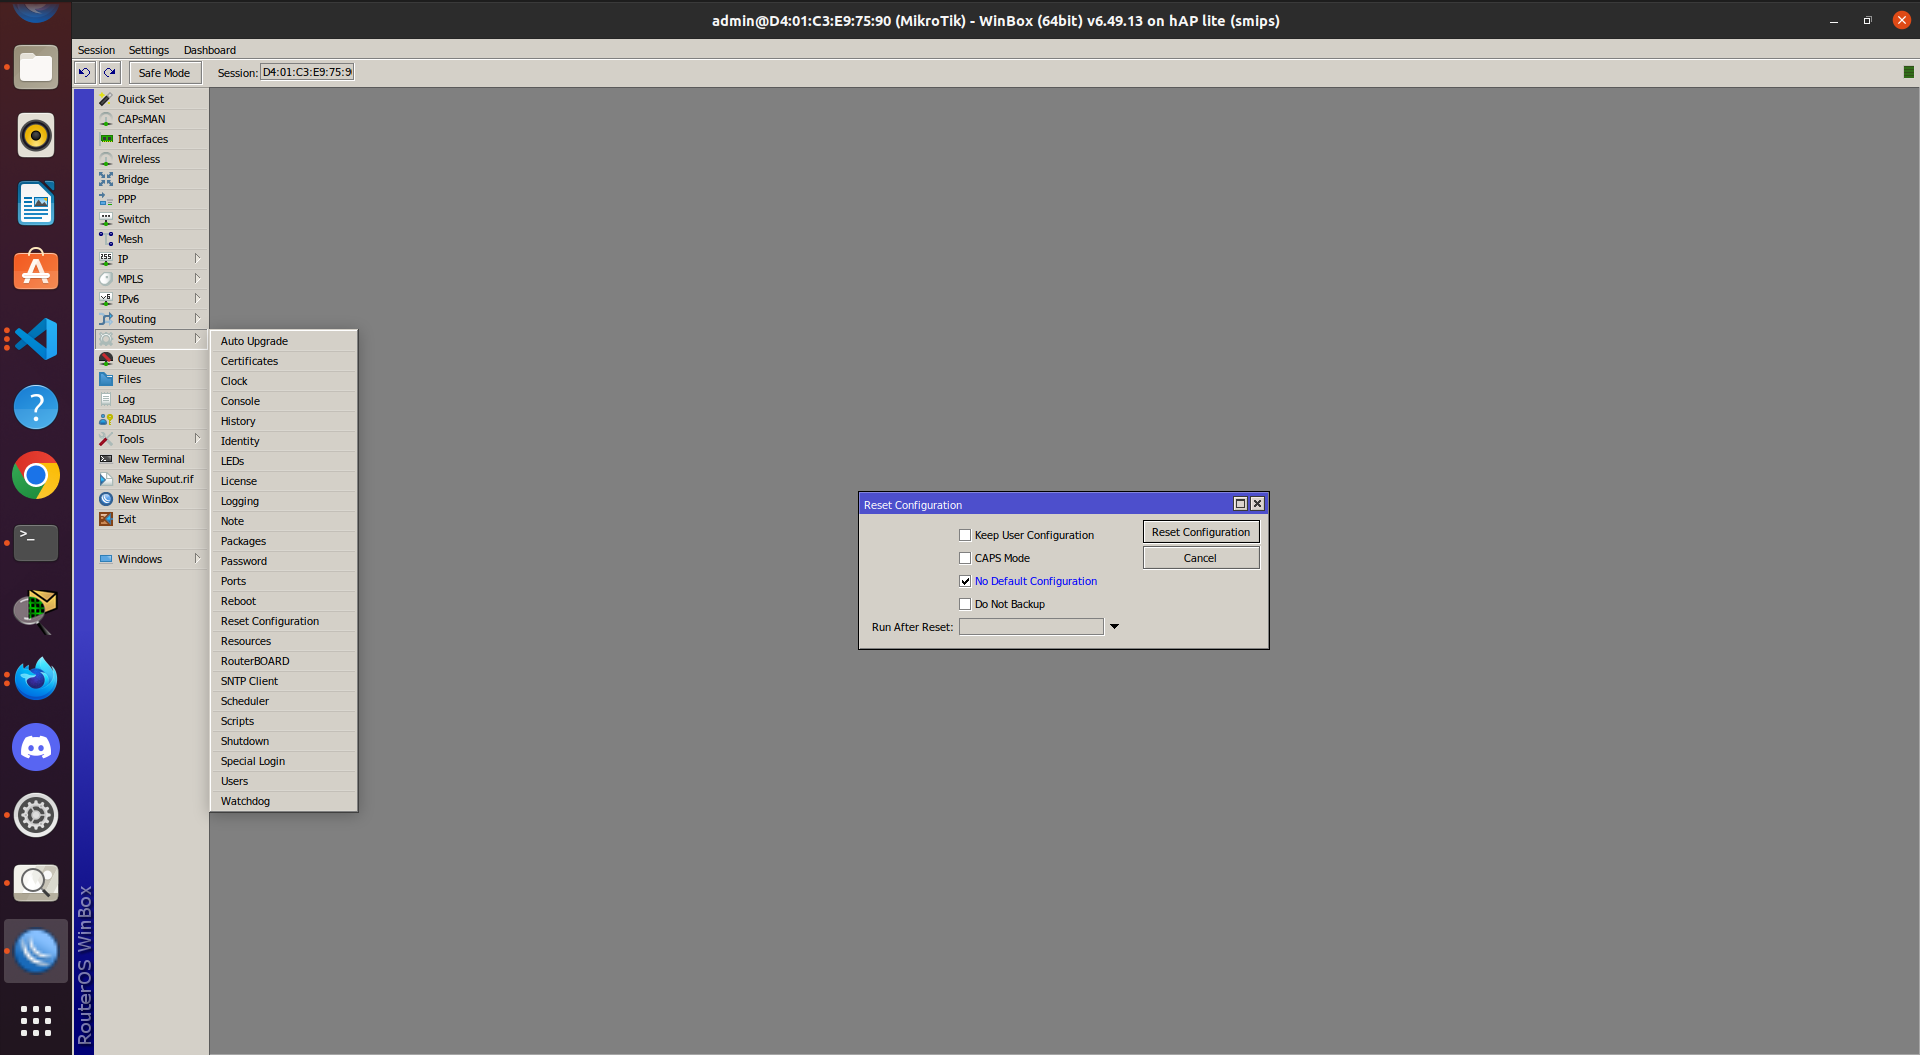 admin@D4:01:C3:E9:75:90 (MikroTik) - WinBox (64bit) v6.49.13 on hAP lite (smips)
Session Settings Dashboard
Safe Mode Session: D4:01:C3:E9:75:9
Quick Set
CAPsMAN
Interfaces
Wireless
Bridge
PPP
Switch
Mesh
IP
MPLS
IPv6
Routing
System
Queues
Files
Log
RADIUS
Tools
New Terminal
Make Supout.rif
New WinBox
Exit
Windows
RouterOS WinBox
Auto Upgrade
Certificates
Clock
Console
History
Identity
LEDs
License
Logging
Note
Packages
Password
Ports
Reboot
Reset Configuration
Resources
RouterBOARD
SNTP Client
Scheduler
Scripts
Shutdown
Special Login
Users
Watchdog
Reset Configuration
Keep User Configuration
CAPS Mode
No Default Configuration
Do Not Backup
Run After Reset:
Reset Configuration
Cancel